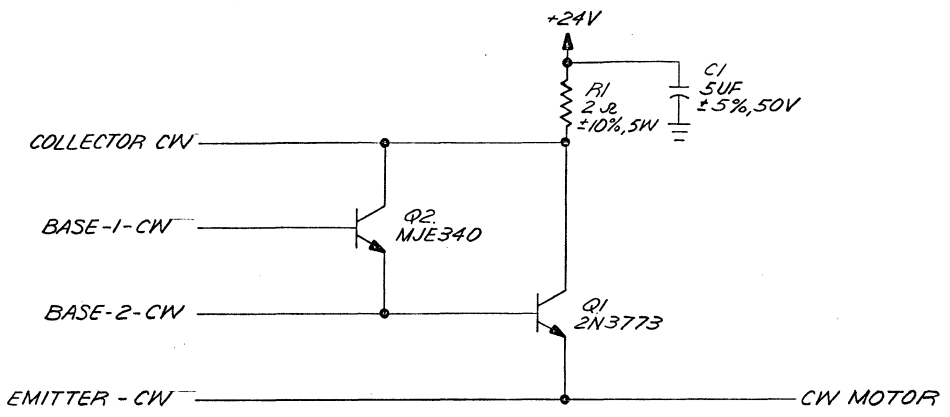 +24V
C1
5UF
±5%, 50V
R1
2 Ω
±10%, 5W
COLLECTOR CW
Q2.
MJE340
BASE-1-CW
BASE-2-CW
Q1
2N3773
EMITTER - CW
CW MOTOR